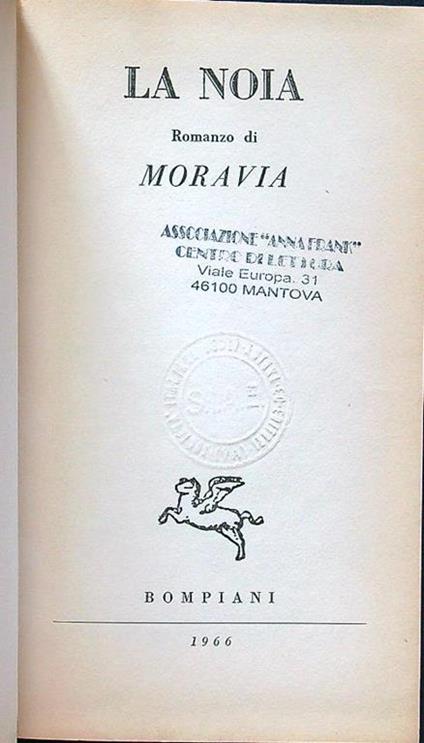 LA NOIA
Romanzo di
MORAVIA
ASSOCIAZIONE "ANNA FRANK"
CENTRO DI LETTURA
Viale Europa. 31
46100 MANTOVA
S.I.A.E
BOMPIANI
1966